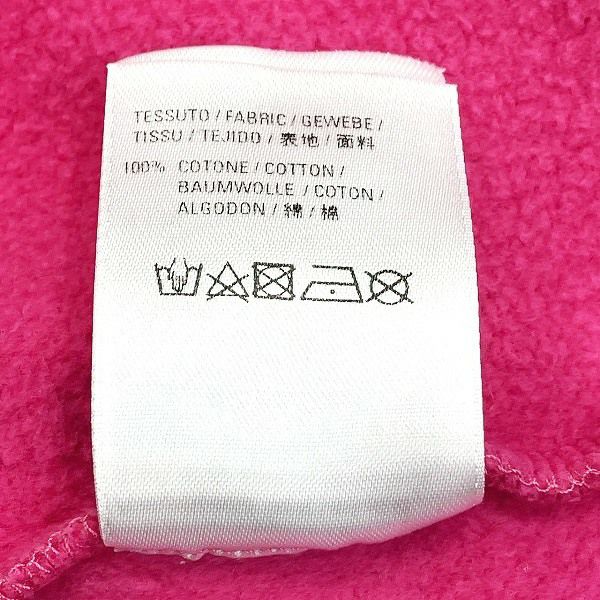 TESSUTO / FABRIC / GEWEBE /
TISSU / TEJIDO / 表地 / 面料
100% COTONE / COTTON /
BAUMWOLLE / COTON /
ALGODON / 綿 / 棉